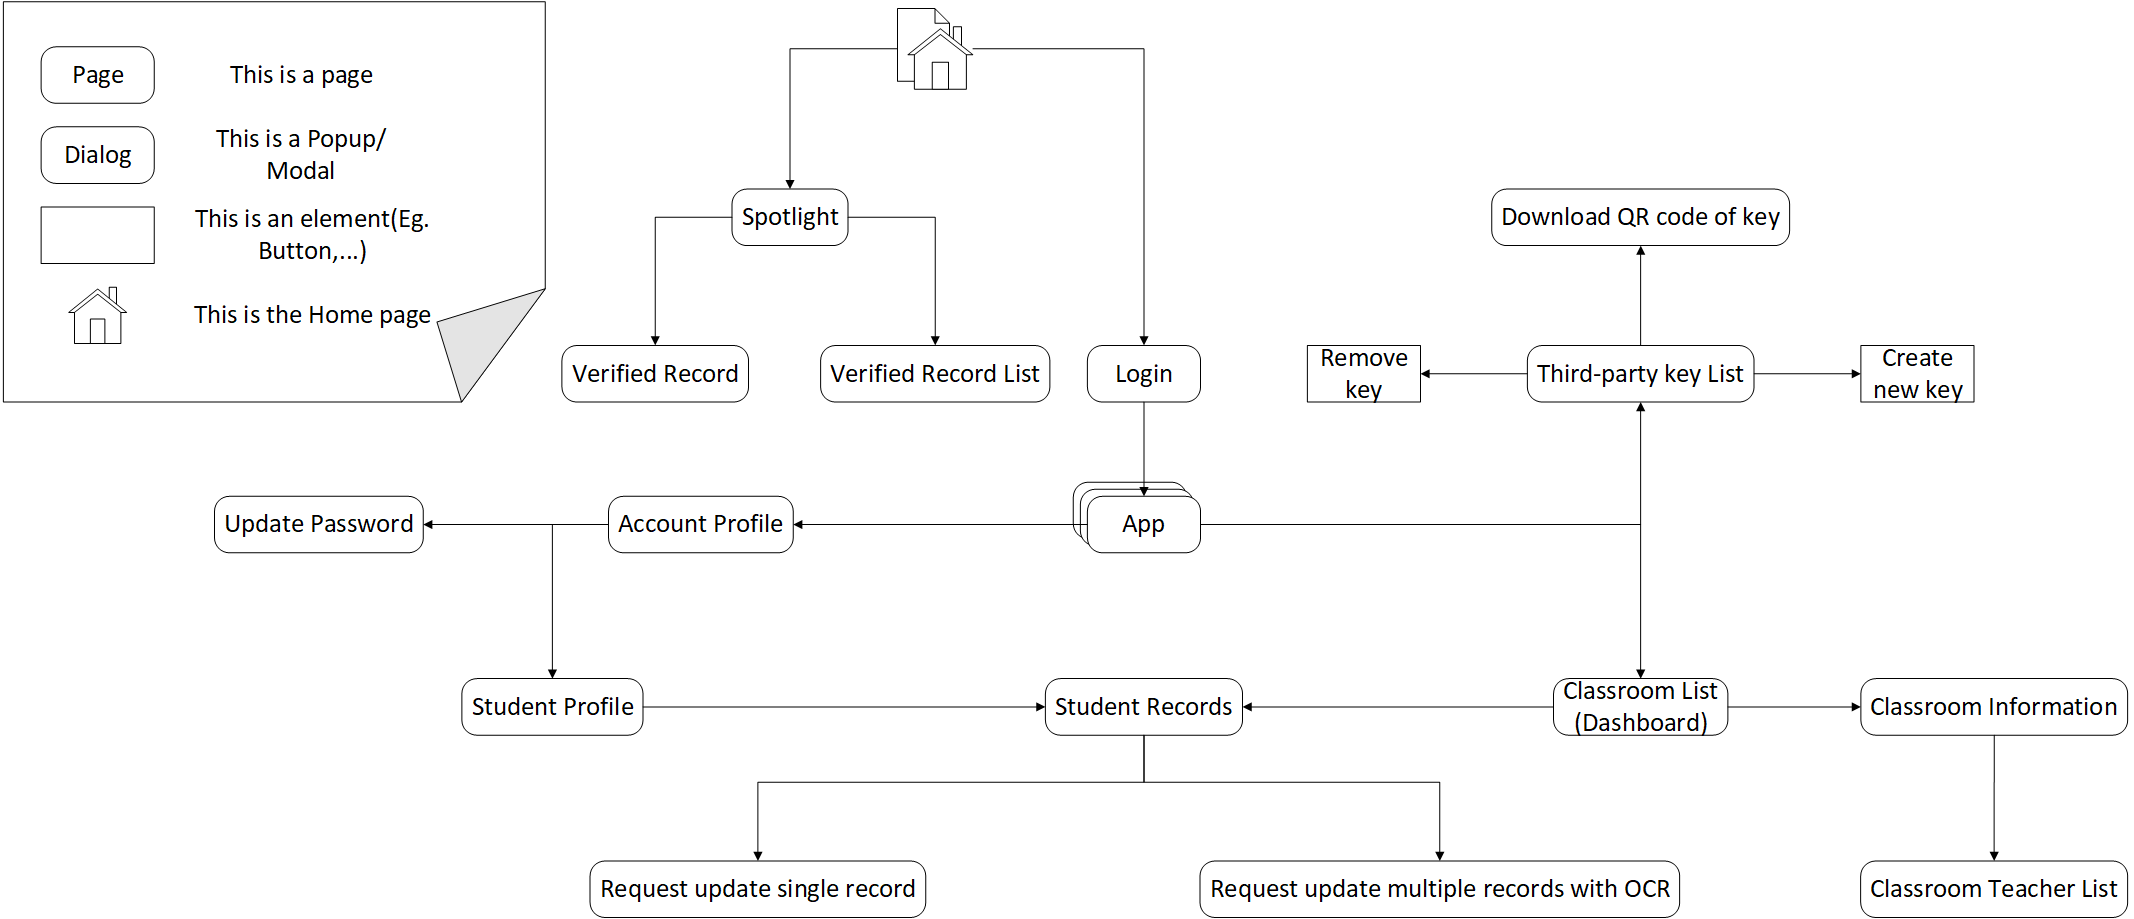 Page
This is a page
Dialog
This is a Popup/
Modal
This is an element(Eg.
Button,...)
This is the Home page
Spotlight
Download QR code of key
Verified Record
Verified Record List
Login
Remove
key
Third-party key List
Create
new key
Update Password
Account Profile
App
Student Profile
Student Records
Classroom List
(Dashboard)
Classroom Information
Request update single record
Request update multiple records with OCR
Classroom Teacher List